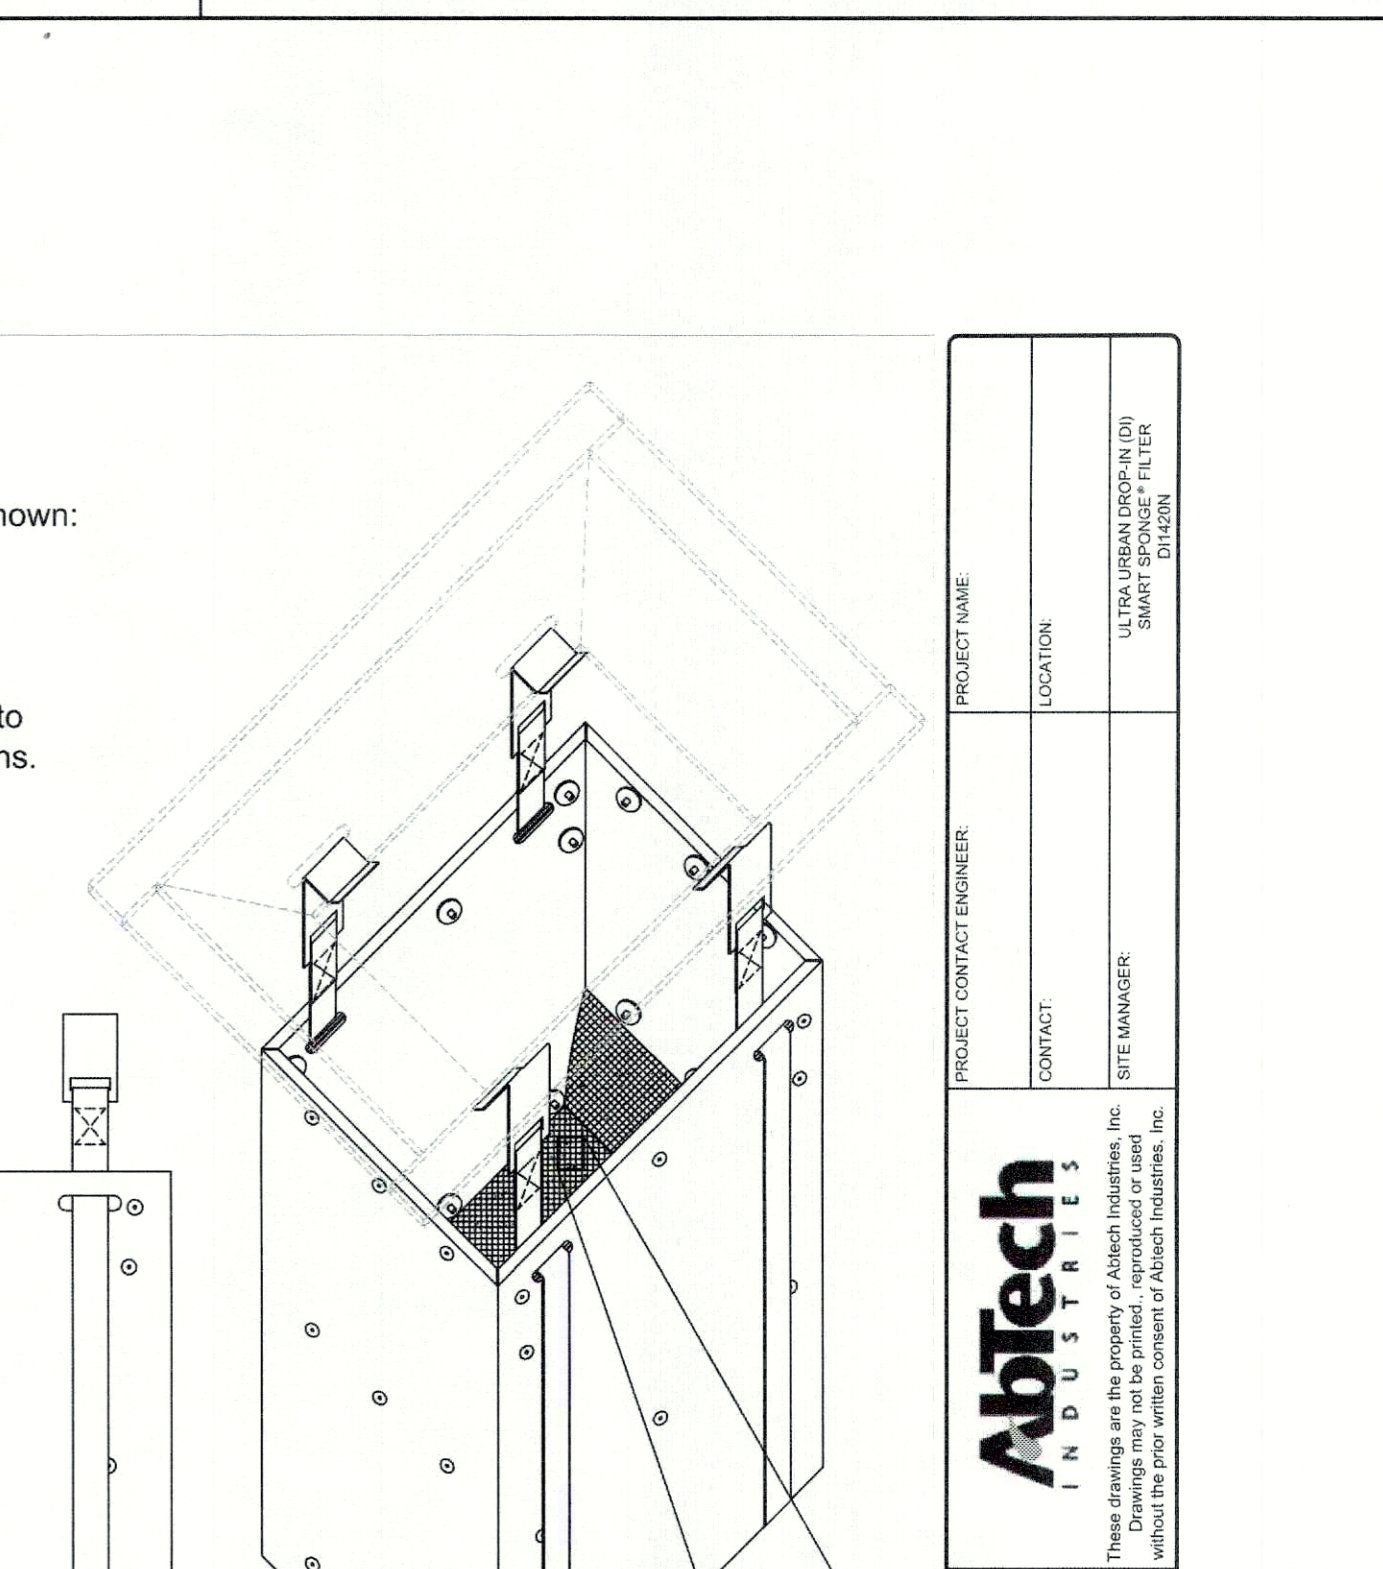 nown:
to
ns.
PROJECT NAME:
LOCATION:
ULTRA URBAN DROP-IN (DI)
SMART SPONGE® FILTER
DI1420N
PROJECT CONTACT ENGINEER:
CONTACT:
SITE MANAGER:
AbTech
INDUSTRIES
These drawings are the property of Abtech Industries, Inc.
Drawings may not be printed., reproduced or used
without the prior written consent of Abtech Industries, Inc.